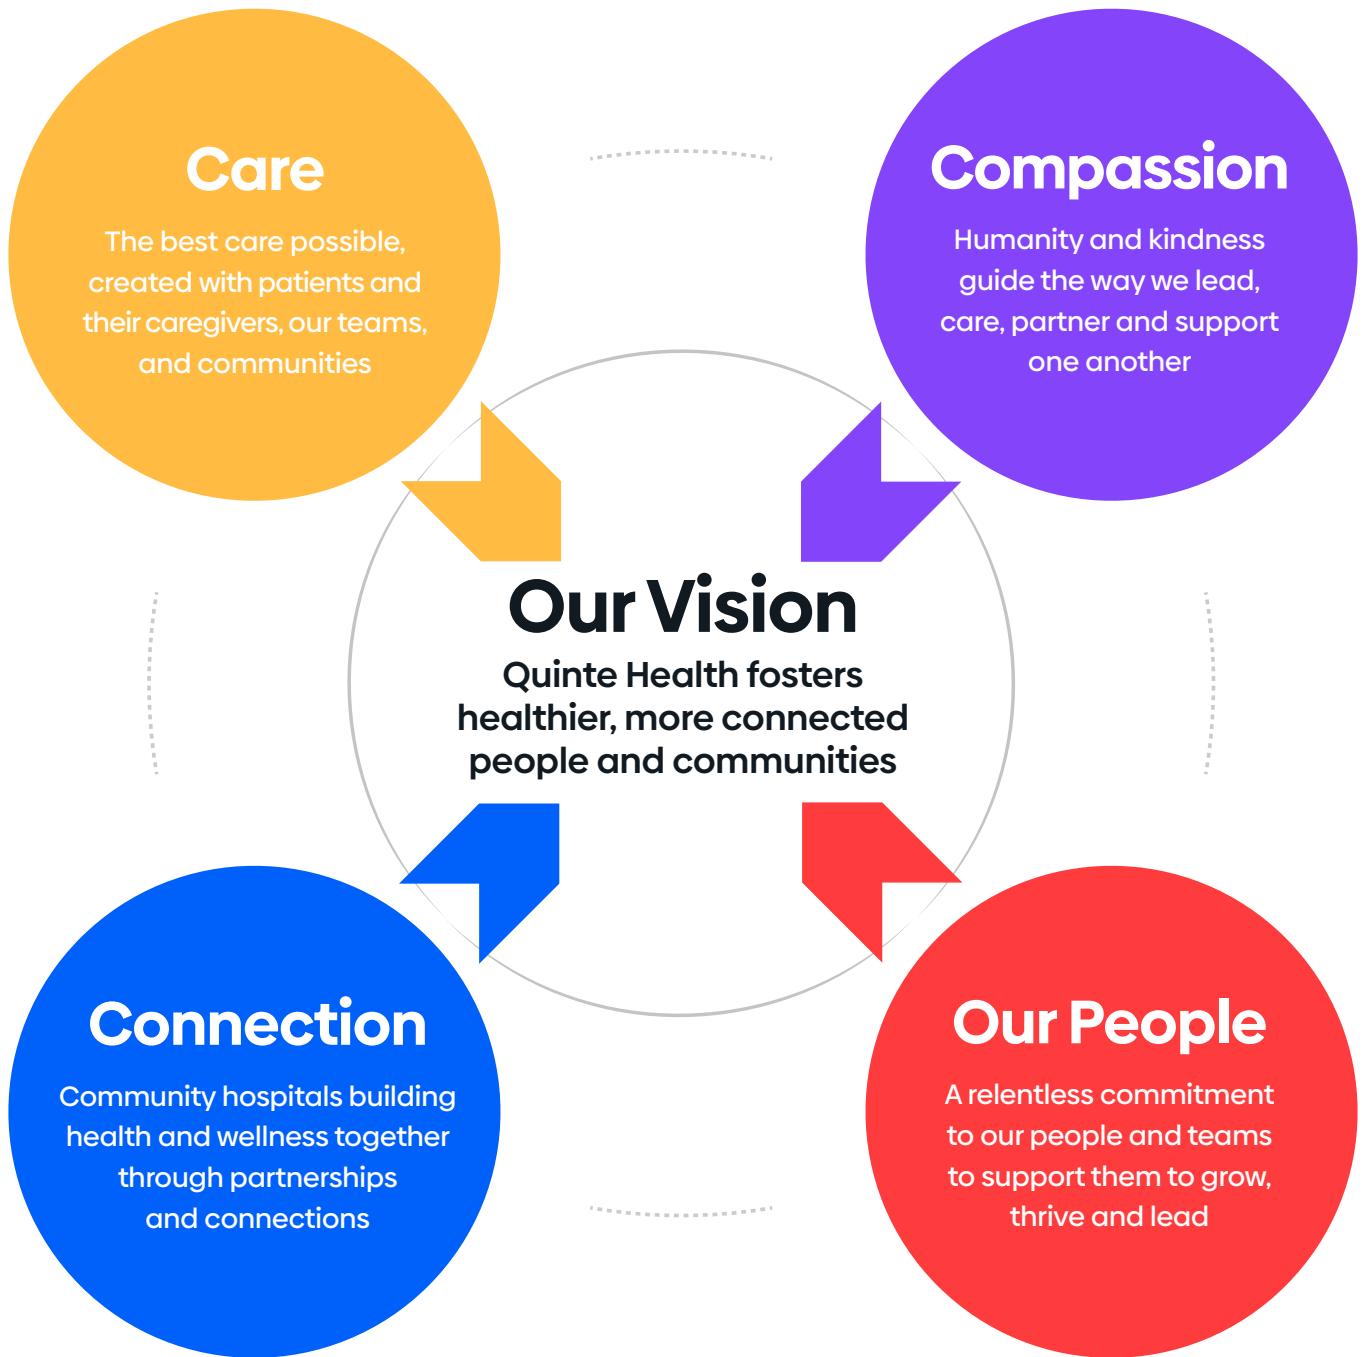 Care
The best care possible,
created with patients and
their caregivers, our teams,
and communities
Compassion
Humanity and kindness
guide the way we lead,
care, partner and support
one another
Our Vision
Quinte Health fosters
healthier, more connected
people and communities
Connection
Community hospitals building
health and wellness together
through partnerships
and connections
Our People
A relentless commitment
to our people and teams
to support them to grow,
thrive and lead